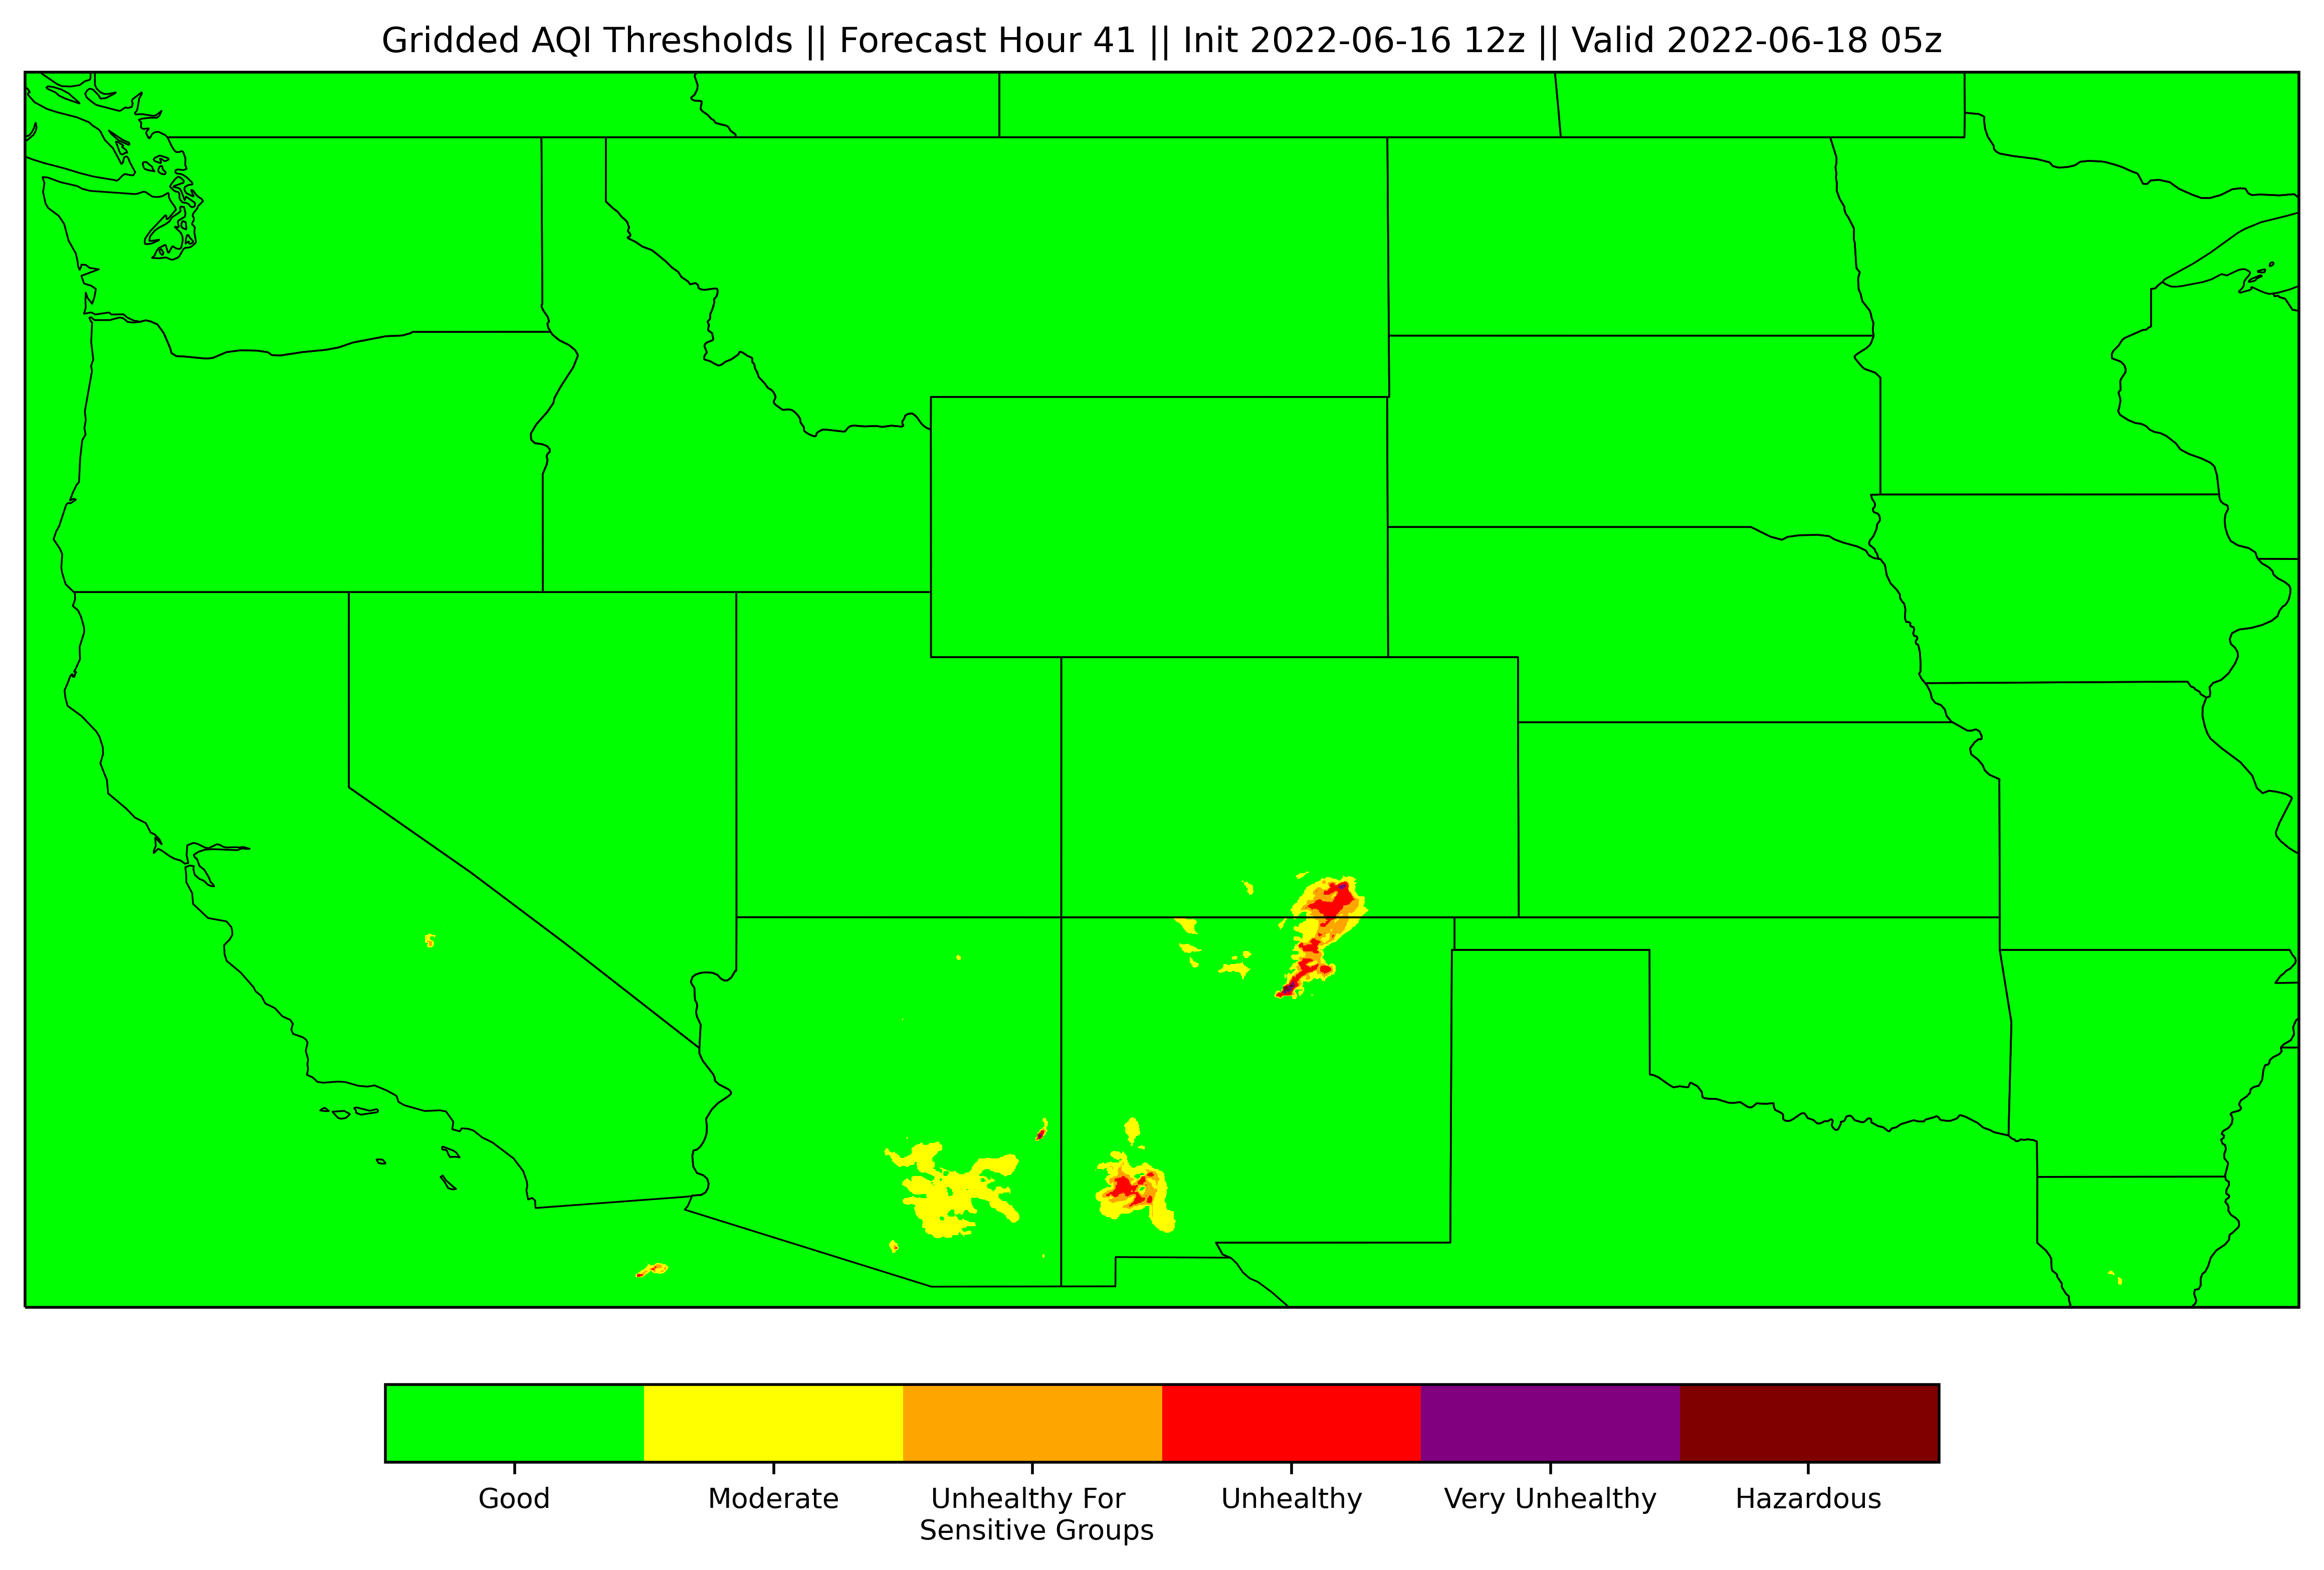 Gridded AQI Thresholds || Forecast Hour 41 || Init 2022-06-16 12z || Valid 2022-06-18 05z
Good
Moderate
Unhealthy For
Sensitive Groups
Unhealthy
Very Unhealthy
Hazardous